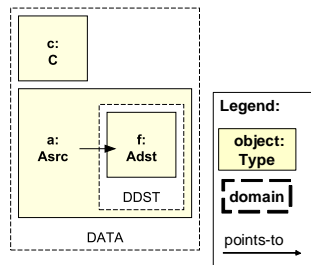 c:
C
a:
Asrc
f:
Adst
DDST
DATA
Legend:
object:
Type
domain
points-to